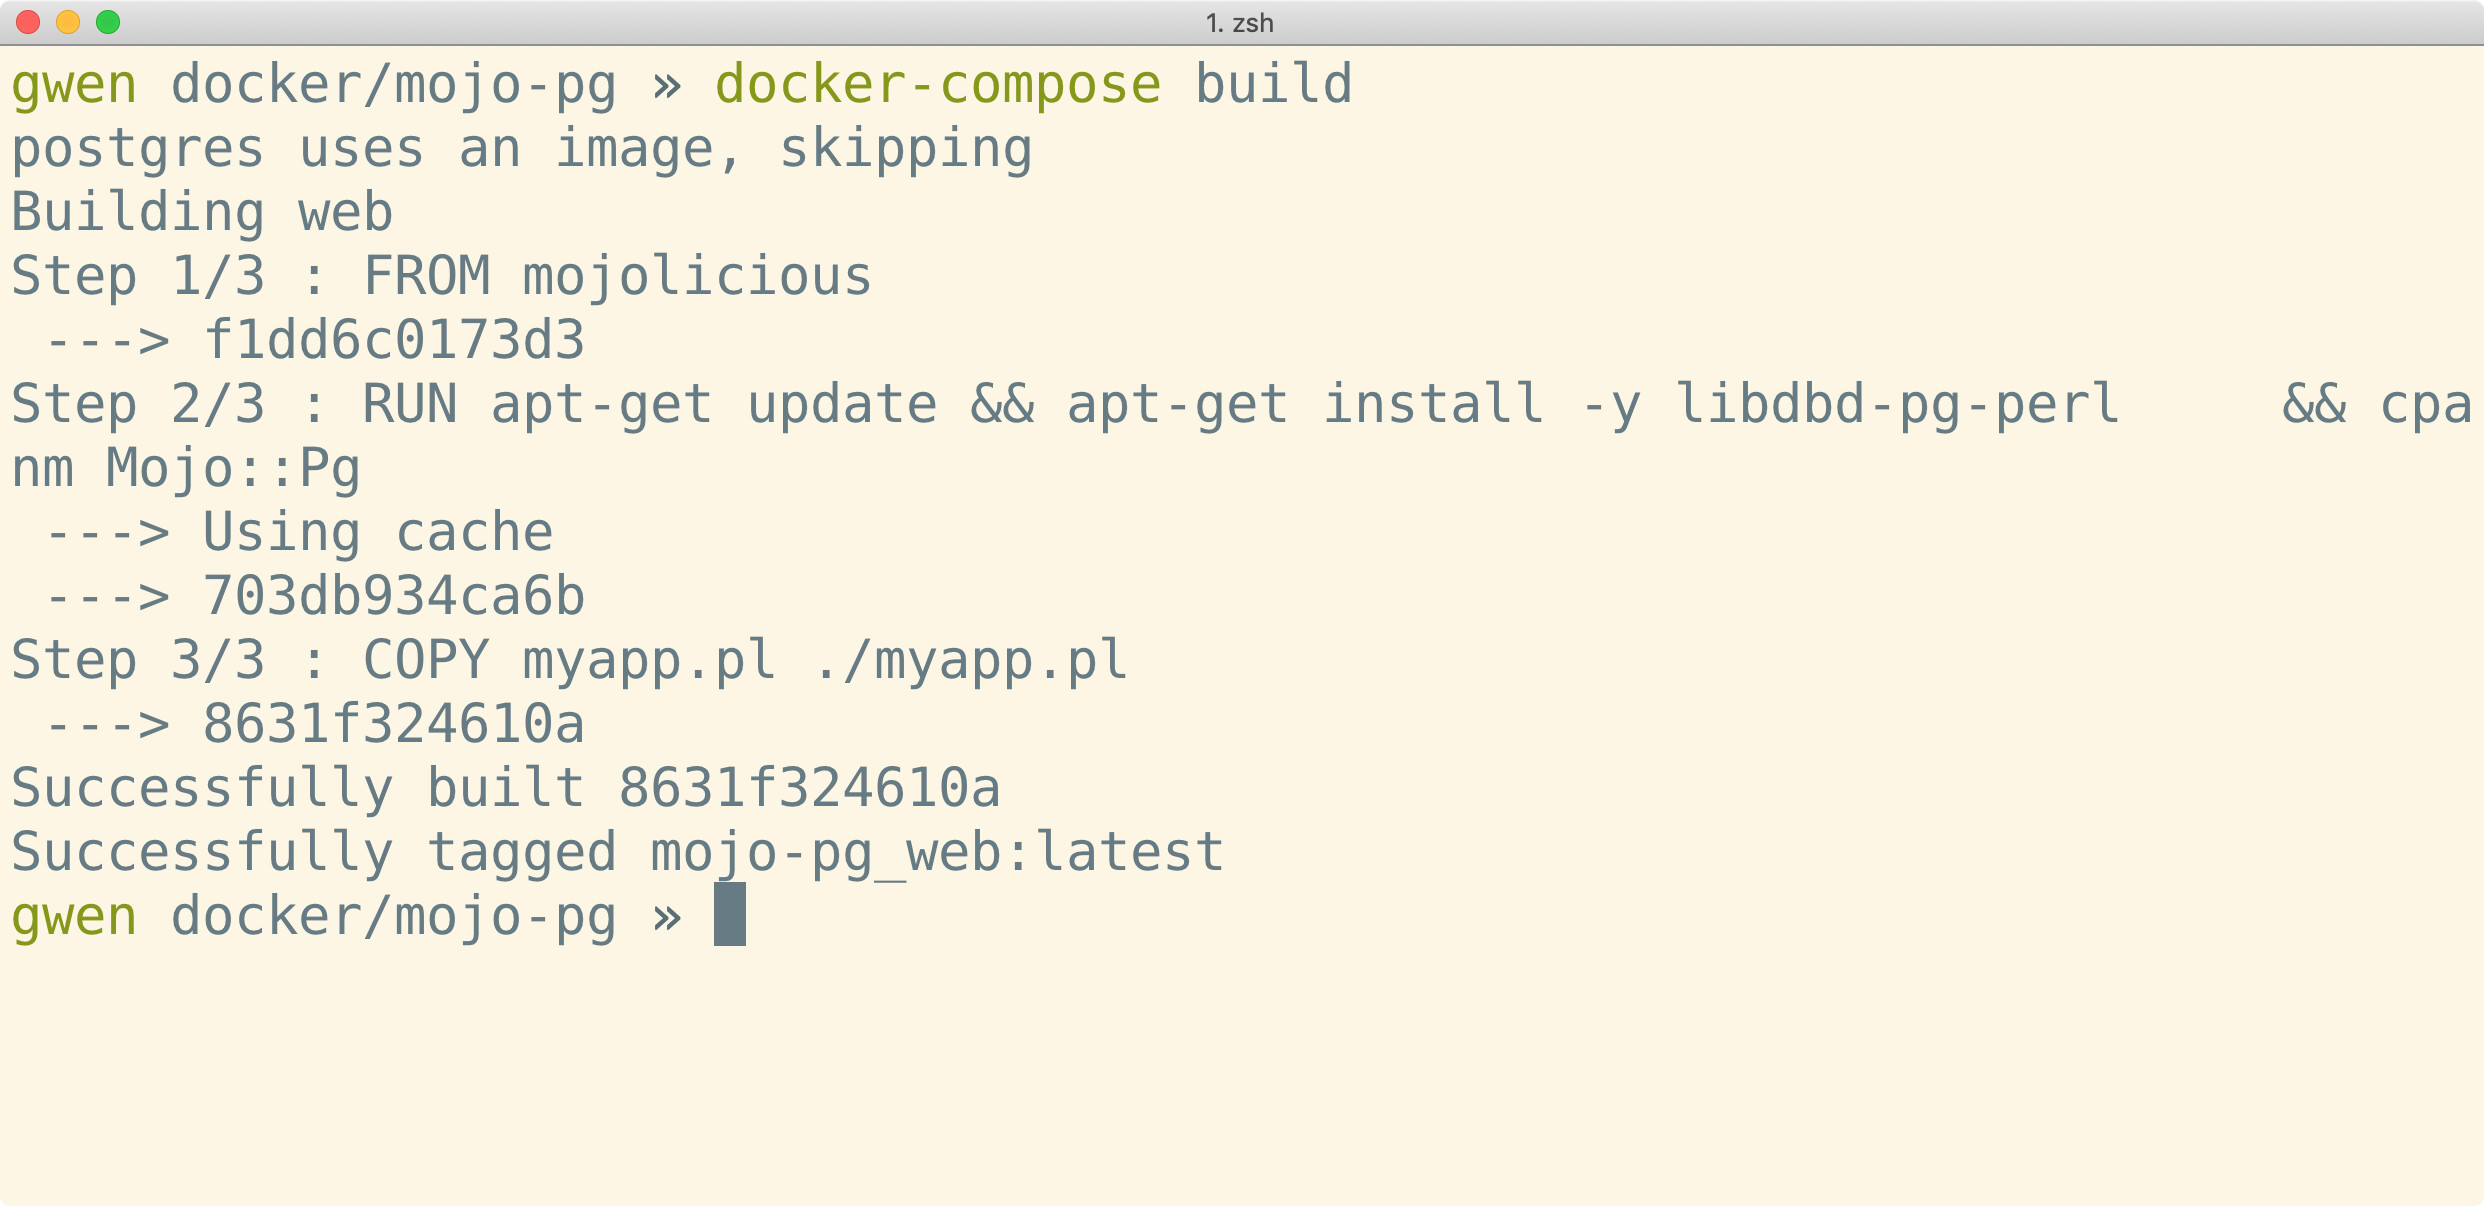 1. zsh
gwen docker/mojo-pg » docker-compose build
postgres uses an image, skipping
Building web
Step 1/3 : FROM mojolicious
 ---> f1dd6c0173d3
Step 2/3 : RUN apt-get update && apt-get install -y libdbd-pg-perl     && cpa
nm Mojo::Pg
 ---> Using cache
 ---> 703db934ca6b
Step 3/3 : COPY myapp.pl ./myapp.pl
 ---> 8631f324610a
Successfully built 8631f324610a
Successfully tagged mojo-pg_web:latest
gwen docker/mojo-pg »